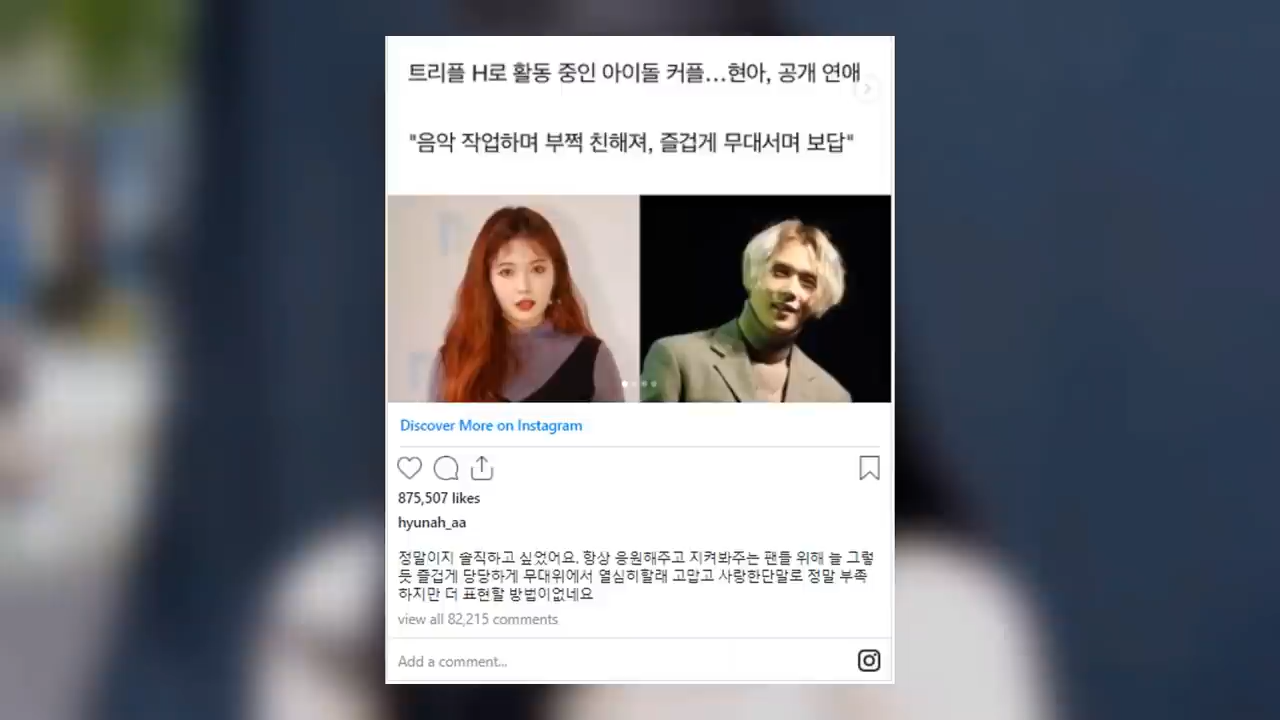 트리플 H로 활동 중인 아이돌 커플...현아, 공개 연애
"음악 작업하며 부쩍 친해져, 즐겁게 무대서며 보답"
Discover More on Instagram
875,507 likes
hyunah_aa
정말이지 솔직하고 싶었어요. 항상 응원해주고 지켜봐주는 팬들 위해 늘 그렇
듯 즐겁게 당당하게 무대위에서 열심히할래 고맙고 사랑한단말로 정말 부족
하지만 더 표현할 방법이없네요
view all 82,215 comments
Add a comment...